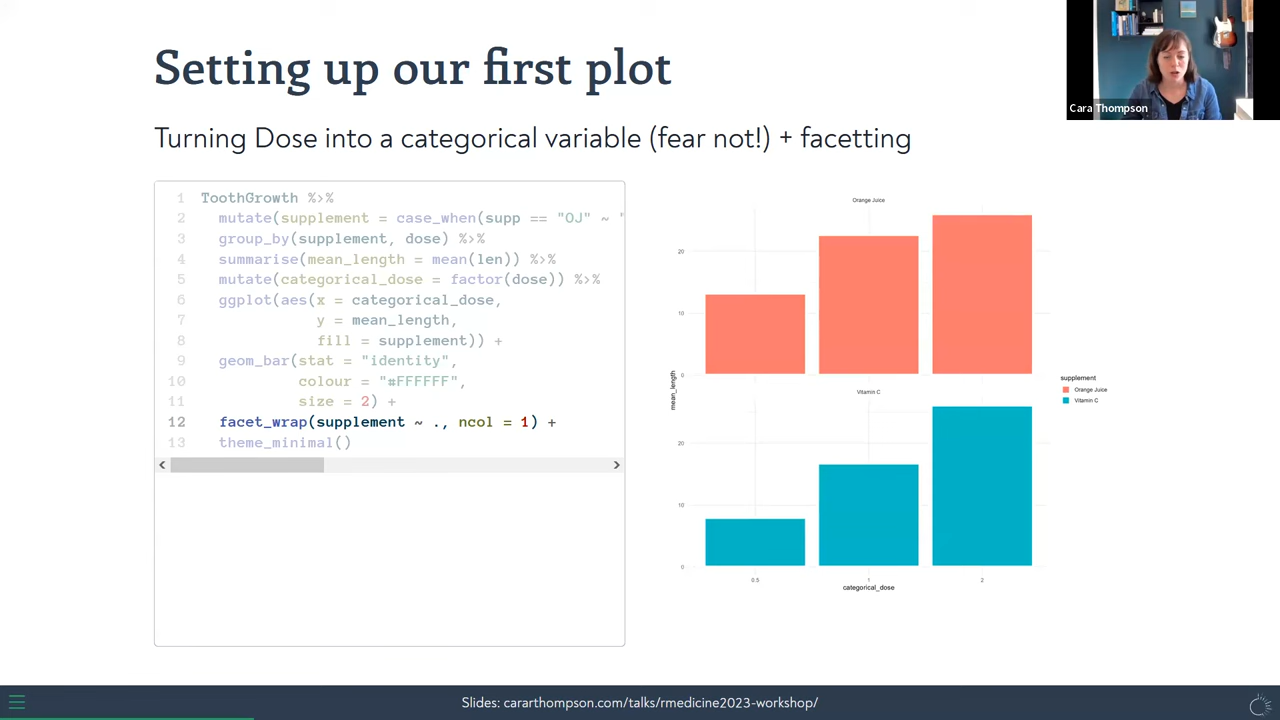 Setting up our first plot
Cara Thompson
Turning Dose into a categorical variable (fear not!) + facetting
1 ToothGrowth %>%
2 mutate(supplement = case_when(supp == "OJ" ~ "
3 group_by(supplement, dose) %>%
4 summarise(mean_length = mean(len)) %>%
5 mutate(categorical_dose = factor(dose)) %>%
6 ggplot(aes(x = categorical_dose,
7 y = mean_length,
8 fill = supplement)) +
9 geom_bar(stat = "identity",
10 colour = "#FFFFFF",
11 size = 2) +
12 facet_wrap(supplement ~ ., ncol = 1) +
13 theme_minimal()
Orange Juice
20
10
0
mean_length
Vitamin C
20
10
0
0.5 1 2
categorical_dose
supplement
Orange Juice
Vitamin C
Slides: cararthompson.com/talks/rmedicine2023-workshop/